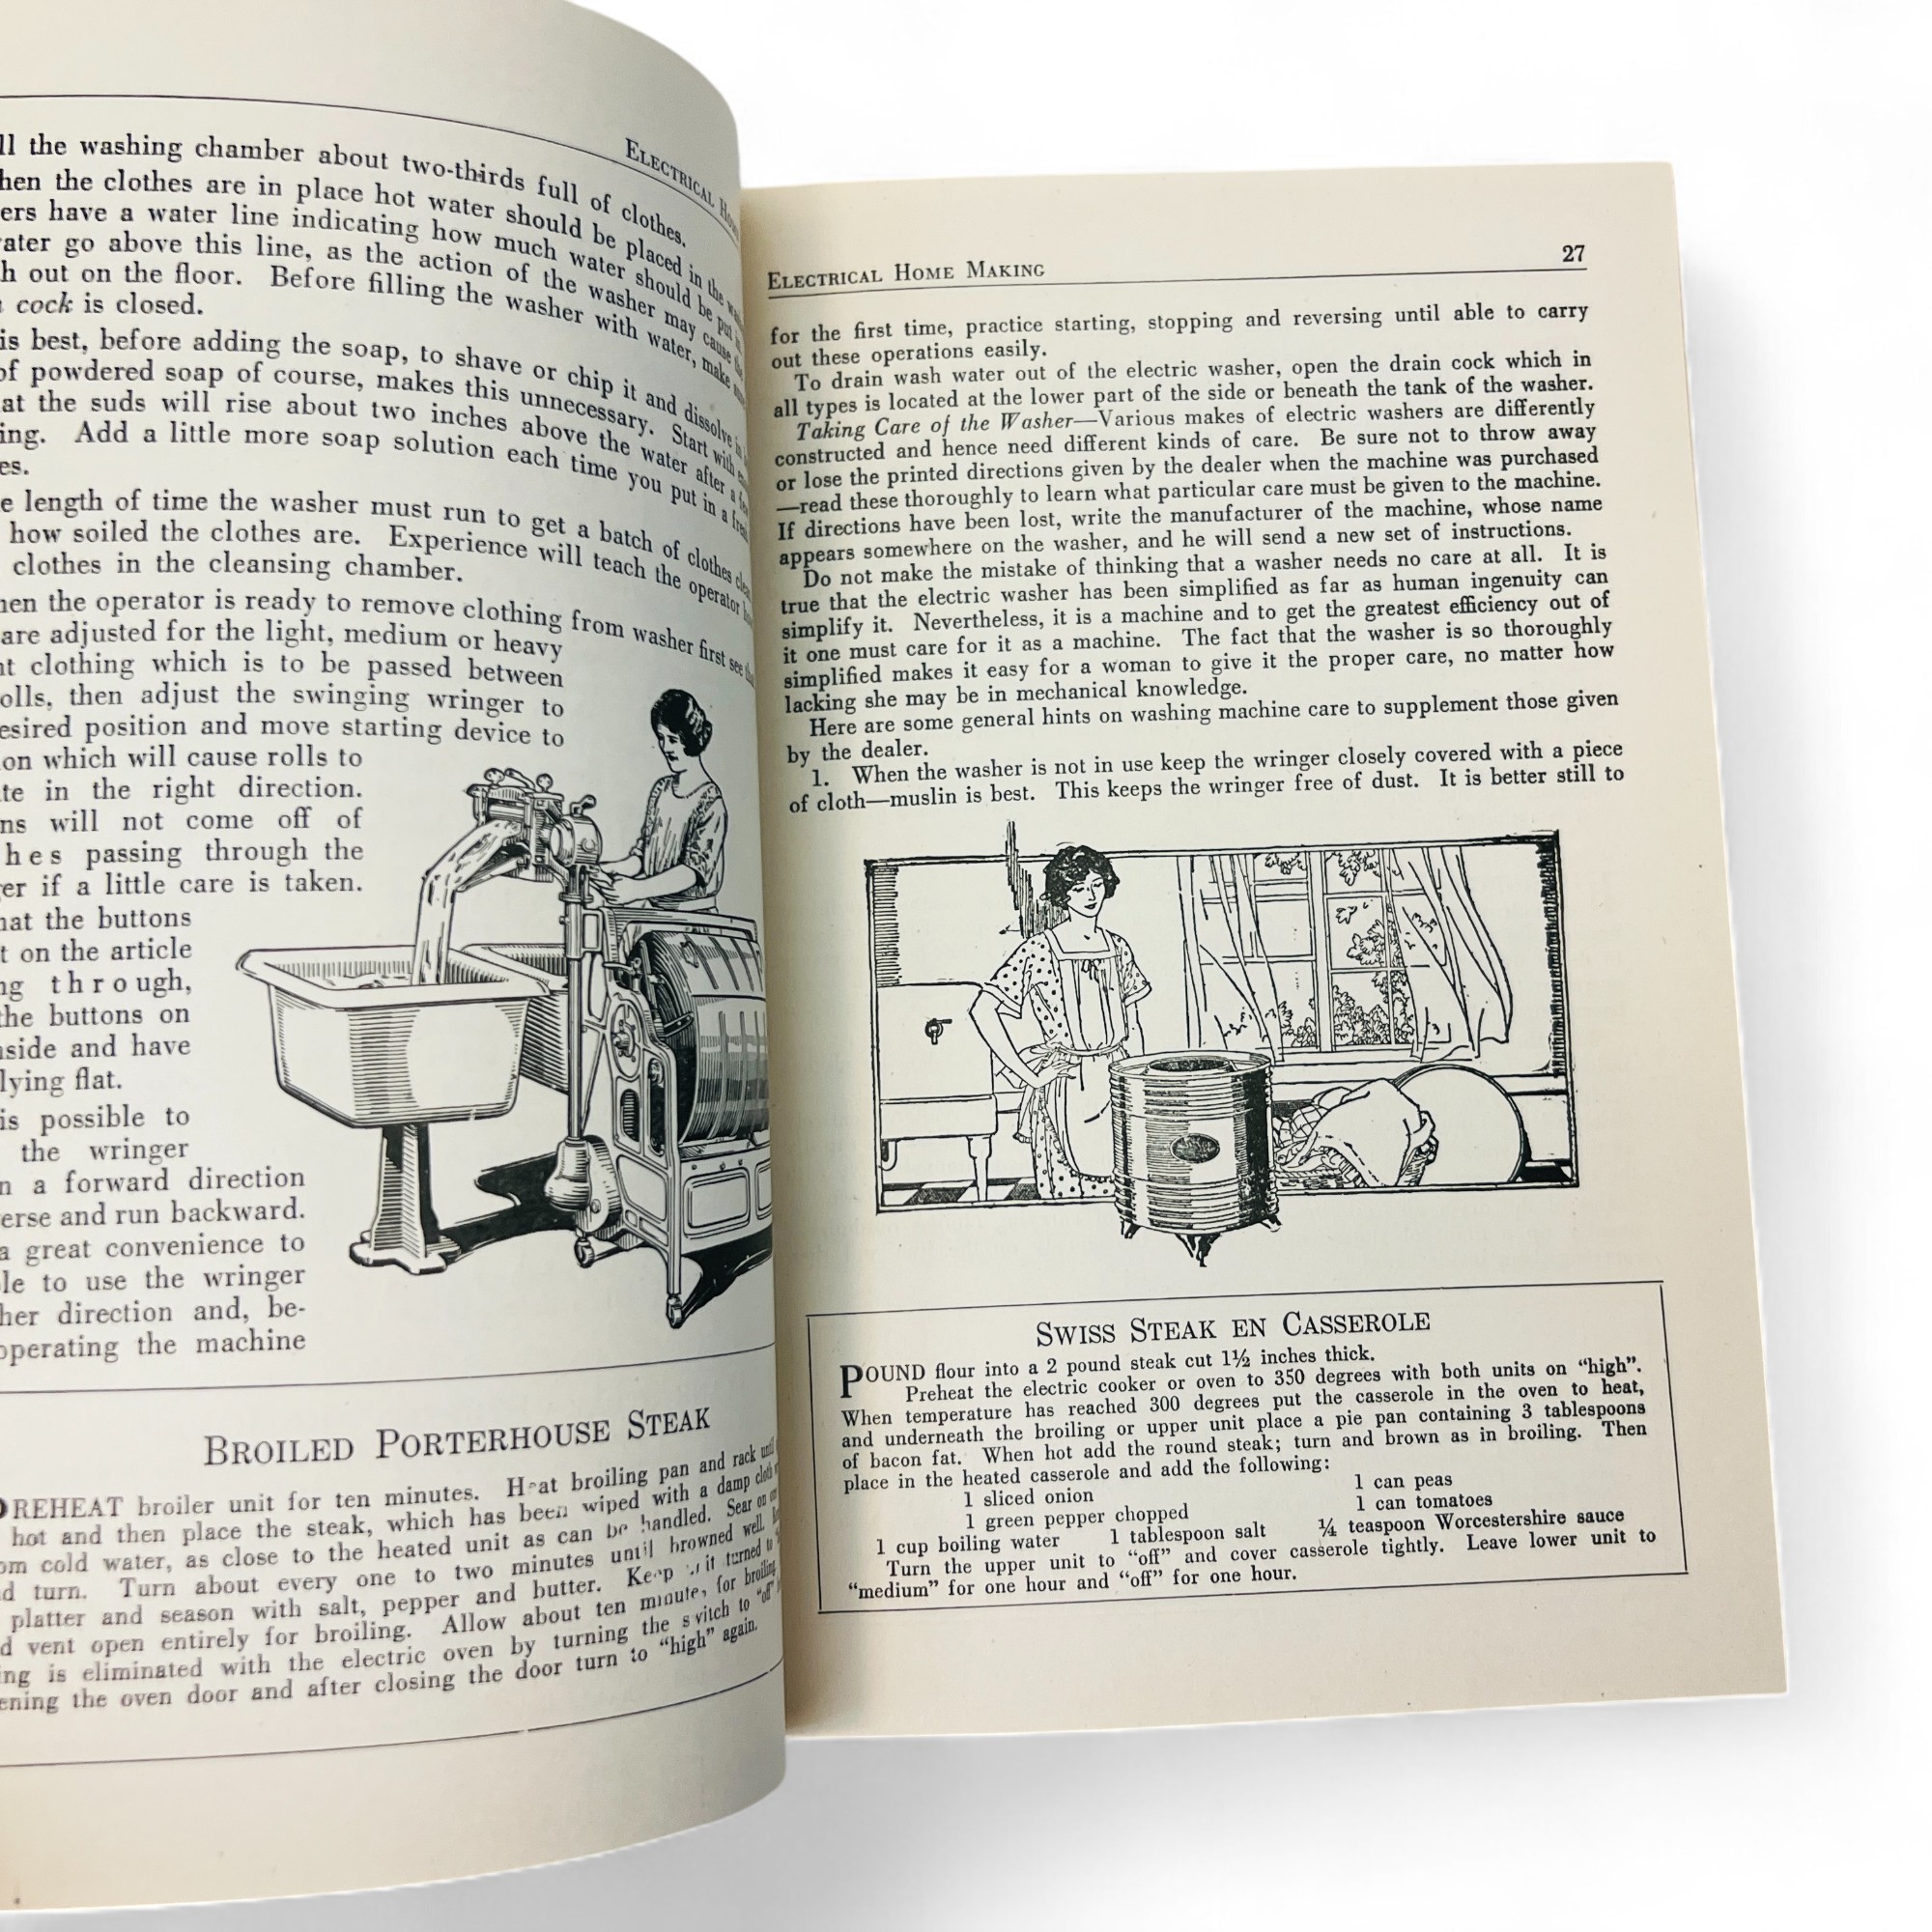 Electrical Home
ll the washing chamber about two-thirds full of clothes.
hen the clothes are in place hot water should be placed in the
ers have a water line indicating how much water should be put in.
ater go above this line, as the action of the washer may cause the
h out on the floor. Before filling the washer with water, make sure
cock is closed.
is best, before adding the soap, to shave or chip it and dissolve
of powdered soap of course, makes this unnecessary. Start with
at the suds will rise about two inches above the water after a few
ing. Add a little more soap solution each time you put in a fresh
es.
e length of time the washer must run to get a batch of clothes clean
how soiled the clothes are. Experience will teach the operator
clothes in the cleansing chamber.
hen the operator is ready to remove clothing from washer first see
are adjusted for the light, medium or heavy
ht clothing which is to be passed between
olls, then adjust the swinging wringer to
esired position and move starting device to
on which will cause rolls to
te in the right direction.
ns will not come off of
hes passing through the
er if a little care is taken.
hat the buttons
t on the article
ng through,
the buttons on
nside and have
lying flat.
is possible to
the wringer
n a forward direction
erse and run backward.
a great convenience to
le to use the wringer
her direction and, be-
operating the machine
Broiled Porterhouse Steak
PREHEAT broiler unit for ten minutes. Heat broiling pan and rack until
hot and then place the steak, which has been wiped with a damp cloth
om cold water, as close to the heated unit as can be handled. Sear on
d turn. Turn about every one to two minutes until browned well.
platter and season with salt, pepper and butter. Keep unit turned to
d vent open entirely for broiling. Allow about ten minutes for broiling
ing is eliminated with the electric oven by turning the switch to "off"
ening the oven door and after closing the door turn to "high" again.
Electrical Home Making 27
for the first time, practice starting, stopping and reversing until able to carry
out these operations easily.
To drain wash water out of the electric washer, open the drain cock which in
all types is located at the lower part of the side or beneath the tank of the washer.
Taking Care of the Washer—Various makes of electric washers are differently
constructed and hence need different kinds of care. Be sure not to throw away
or lose the printed directions given by the dealer when the machine was purchased
—read these thoroughly to learn what particular care must be given to the machine.
If directions have been lost, write the manufacturer of the machine, whose name
appears somewhere on the washer, and he will send a new set of instructions.
Do not make the mistake of thinking that a washer needs no care at all. It is
true that the electric washer has been simplified as far as human ingenuity can
simplify it. Nevertheless, it is a machine and to get the greatest efficiency out of
it one must care for it as a machine. The fact that the washer is so thoroughly
simplified makes it easy for a woman to give it the proper care, no matter how
lacking she may be in mechanical knowledge.
Here are some general hints on washing machine care to supplement those given
by the dealer.
1. When the washer is not in use keep the wringer closely covered with a piece
of cloth—muslin is best. This keeps the wringer free of dust. It is better still to
Swiss Steak en Casserole
POUND flour into a 2 pound steak cut 1½ inches thick.
Preheat the electric cooker or oven to 350 degrees with both units on "high".
When temperature has reached 300 degrees put the casserole in the oven to heat,
and underneath the broiling or upper unit place a pie pan containing 3 tablespoons
of bacon fat. When hot add the round steak; turn and brown as in broiling. Then
place in the heated casserole and add the following:
1 sliced onion 1 can peas
1 green pepper chopped 1 can tomatoes
1 cup boiling water 1 tablespoon salt ¼ teaspoon Worcestershire sauce
Turn the upper unit to "off" and cover casserole tightly. Leave lower unit to
"medium" for one hour and "off" for one hour.